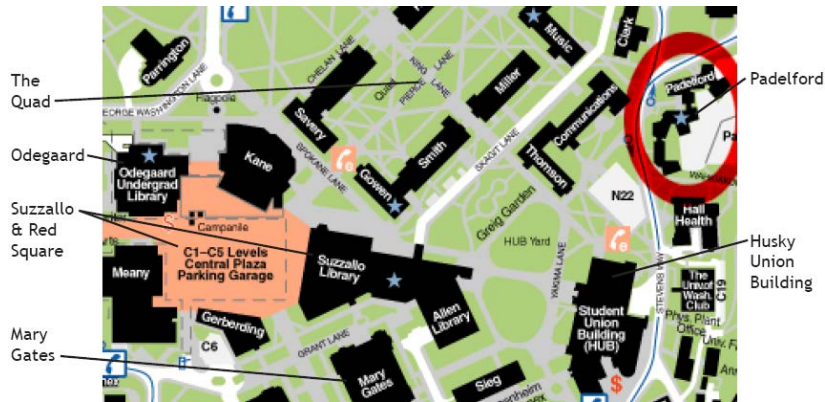 The
Quad
Odegaard
Suzzallo
& Red
Square
Mary
Gates
Padelford
Husky
Union
Building
Parrington
GEORGE WASHINGTON LANE
Flagpole
CHELAN LANE
Quad
KING LANE
PIERCE LANE
Music
Clark
Miller
Padelford
Savery
SPOKANE LANE
Smith
Gowen
SKAGIT LANE
Communications
Thomson
Odegaard
Undergrad
Library
Kane
Greig Garden
N22
Hall
Health
Campanile
C1–C5 Levels
Central Plaza
Parking Garage
Meany
Suzzallo
Library
HUB Yard
YAKIMA LANE
STEVENS WAY
The
Univ of
Wash.
Club
C19
Allen
Library
Student
Union
Building
(HUB)
Phys. Plant
Office
Gerberding
C6
GRANT LANE
Mary
Gates
Sieg
$